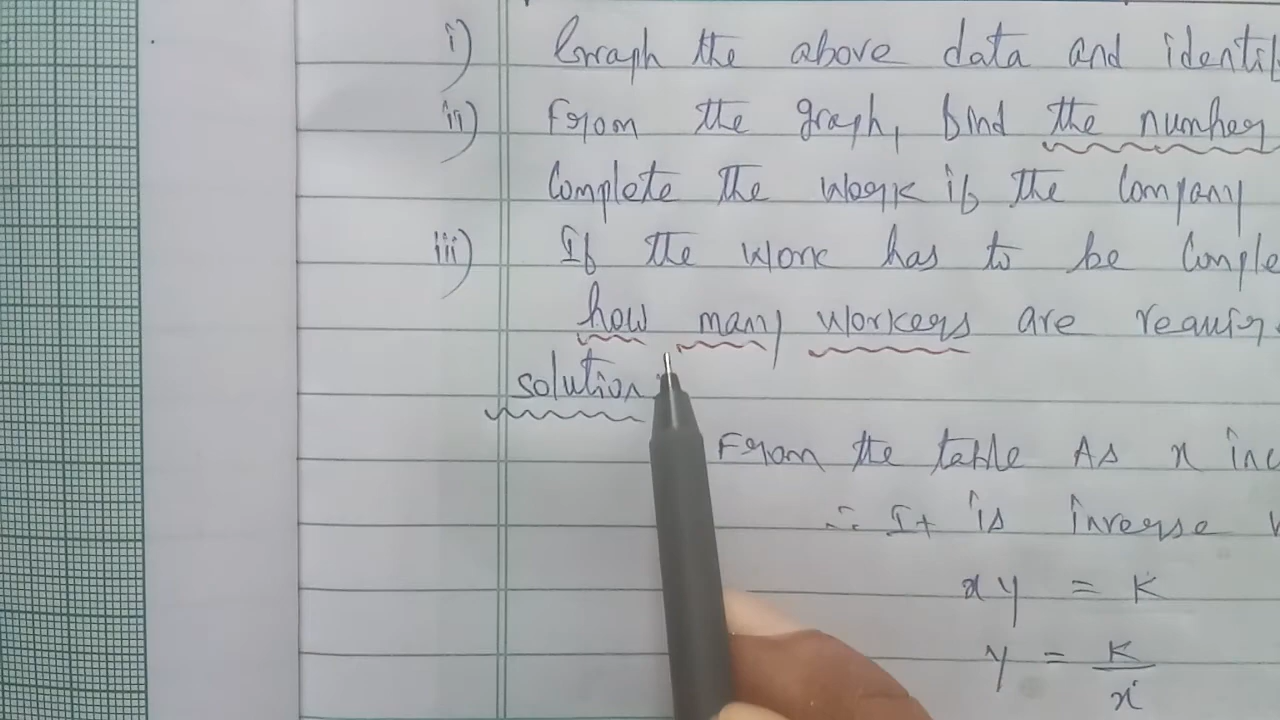 i) Graph the above data and identif
ii) From the graph, find the number
Complete the work if the Company
iii) If the work has to be Comple
how many workers are requir
solution
From the table As x inc
∴ It is inverse v
xy = K
y = K/x